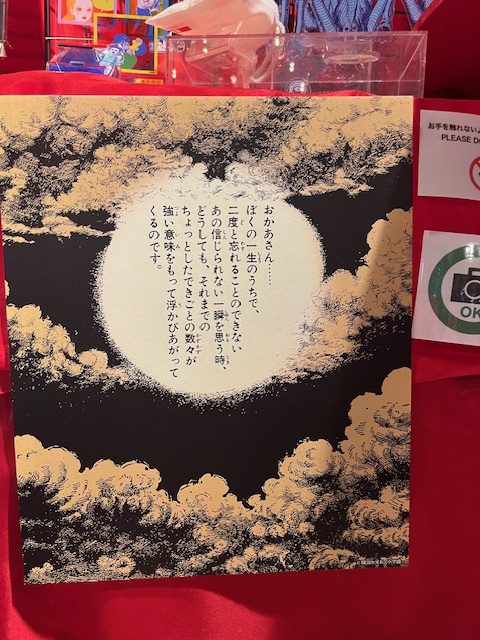 おかあさん……
ぼくの一生のうちで、
二度と忘れることのできない
あの信じられない一瞬を思う時、
どうしても、それまでの
ちょっとしたできごとの数々が
強い意味をもって浮かびあがって
くるのです。
お手を触れない
PLEASE D
OK